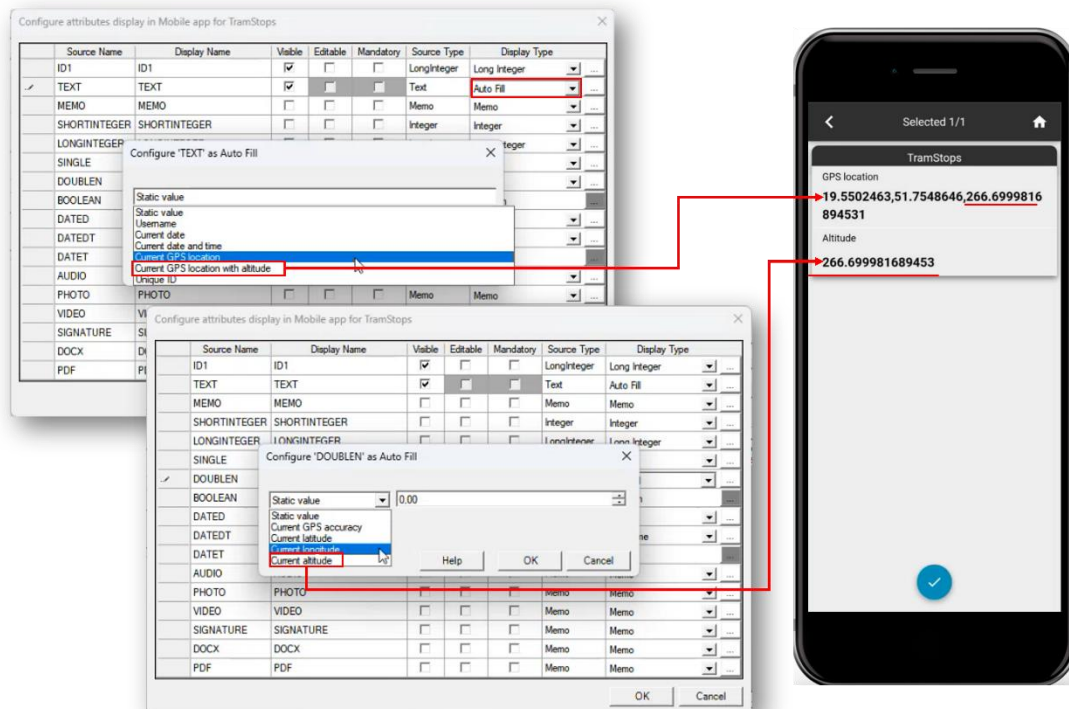 Configure attributes display in Mobile app for TramStops
Source Name Display Name Visible Editable Mandatory Source Type Display Type
ID1 ID1 LongInteger Long Integer ...
TEXT TEXT Text Auto Fill ...
MEMO MEMO Memo Memo ...
SHORTINTEGER SHORTINTEGER Integer Integer ...
LONGINTEGER
SINGLE
DOUBLEN
BOOLEAN
DATED
DATEDT
DATET
AUDIO
PHOTO PHOTO Memo Memo ...
VIDEO
SIGNATURE
DOCX
PDF
Configure 'TEXT' as Auto Fill
Static value
Static value
Username
Current date
Current date and time
Current GPS location
Current GPS location with altitude
Unique ID
Configure attributes display in Mobile app for TramStops
Source Name Display Name Visible Editable Mandatory Source Type Display Type
ID1 ID1 LongInteger Long Integer ...
TEXT TEXT Text Auto Fill ...
MEMO MEMO Memo Memo ...
SHORTINTEGER SHORTINTEGER Integer Integer ...
LONGINTEGER LONGINTEGER LongInteger Long Integer ...
SINGLE
DOUBLEN
BOOLEAN
DATED
DATEDT
DATET
AUDIO
PHOTO PHOTO Memo Memo ...
VIDEO VIDEO Memo Memo ...
SIGNATURE SIGNATURE Memo Memo ...
DOCX DOCX Memo Memo ...
PDF PDF Memo Memo ...
OK Cancel
Configure 'DOUBLEN' as Auto Fill
Static value 0.00
Static value
Current GPS accuracy
Current latitude
Current longitude
Current altitude
Help OK Cancel
Selected 1/1
TramStops
GPS location
19.5502463,51.7548646,266.6999816
894531
Altitude
266.699981689453